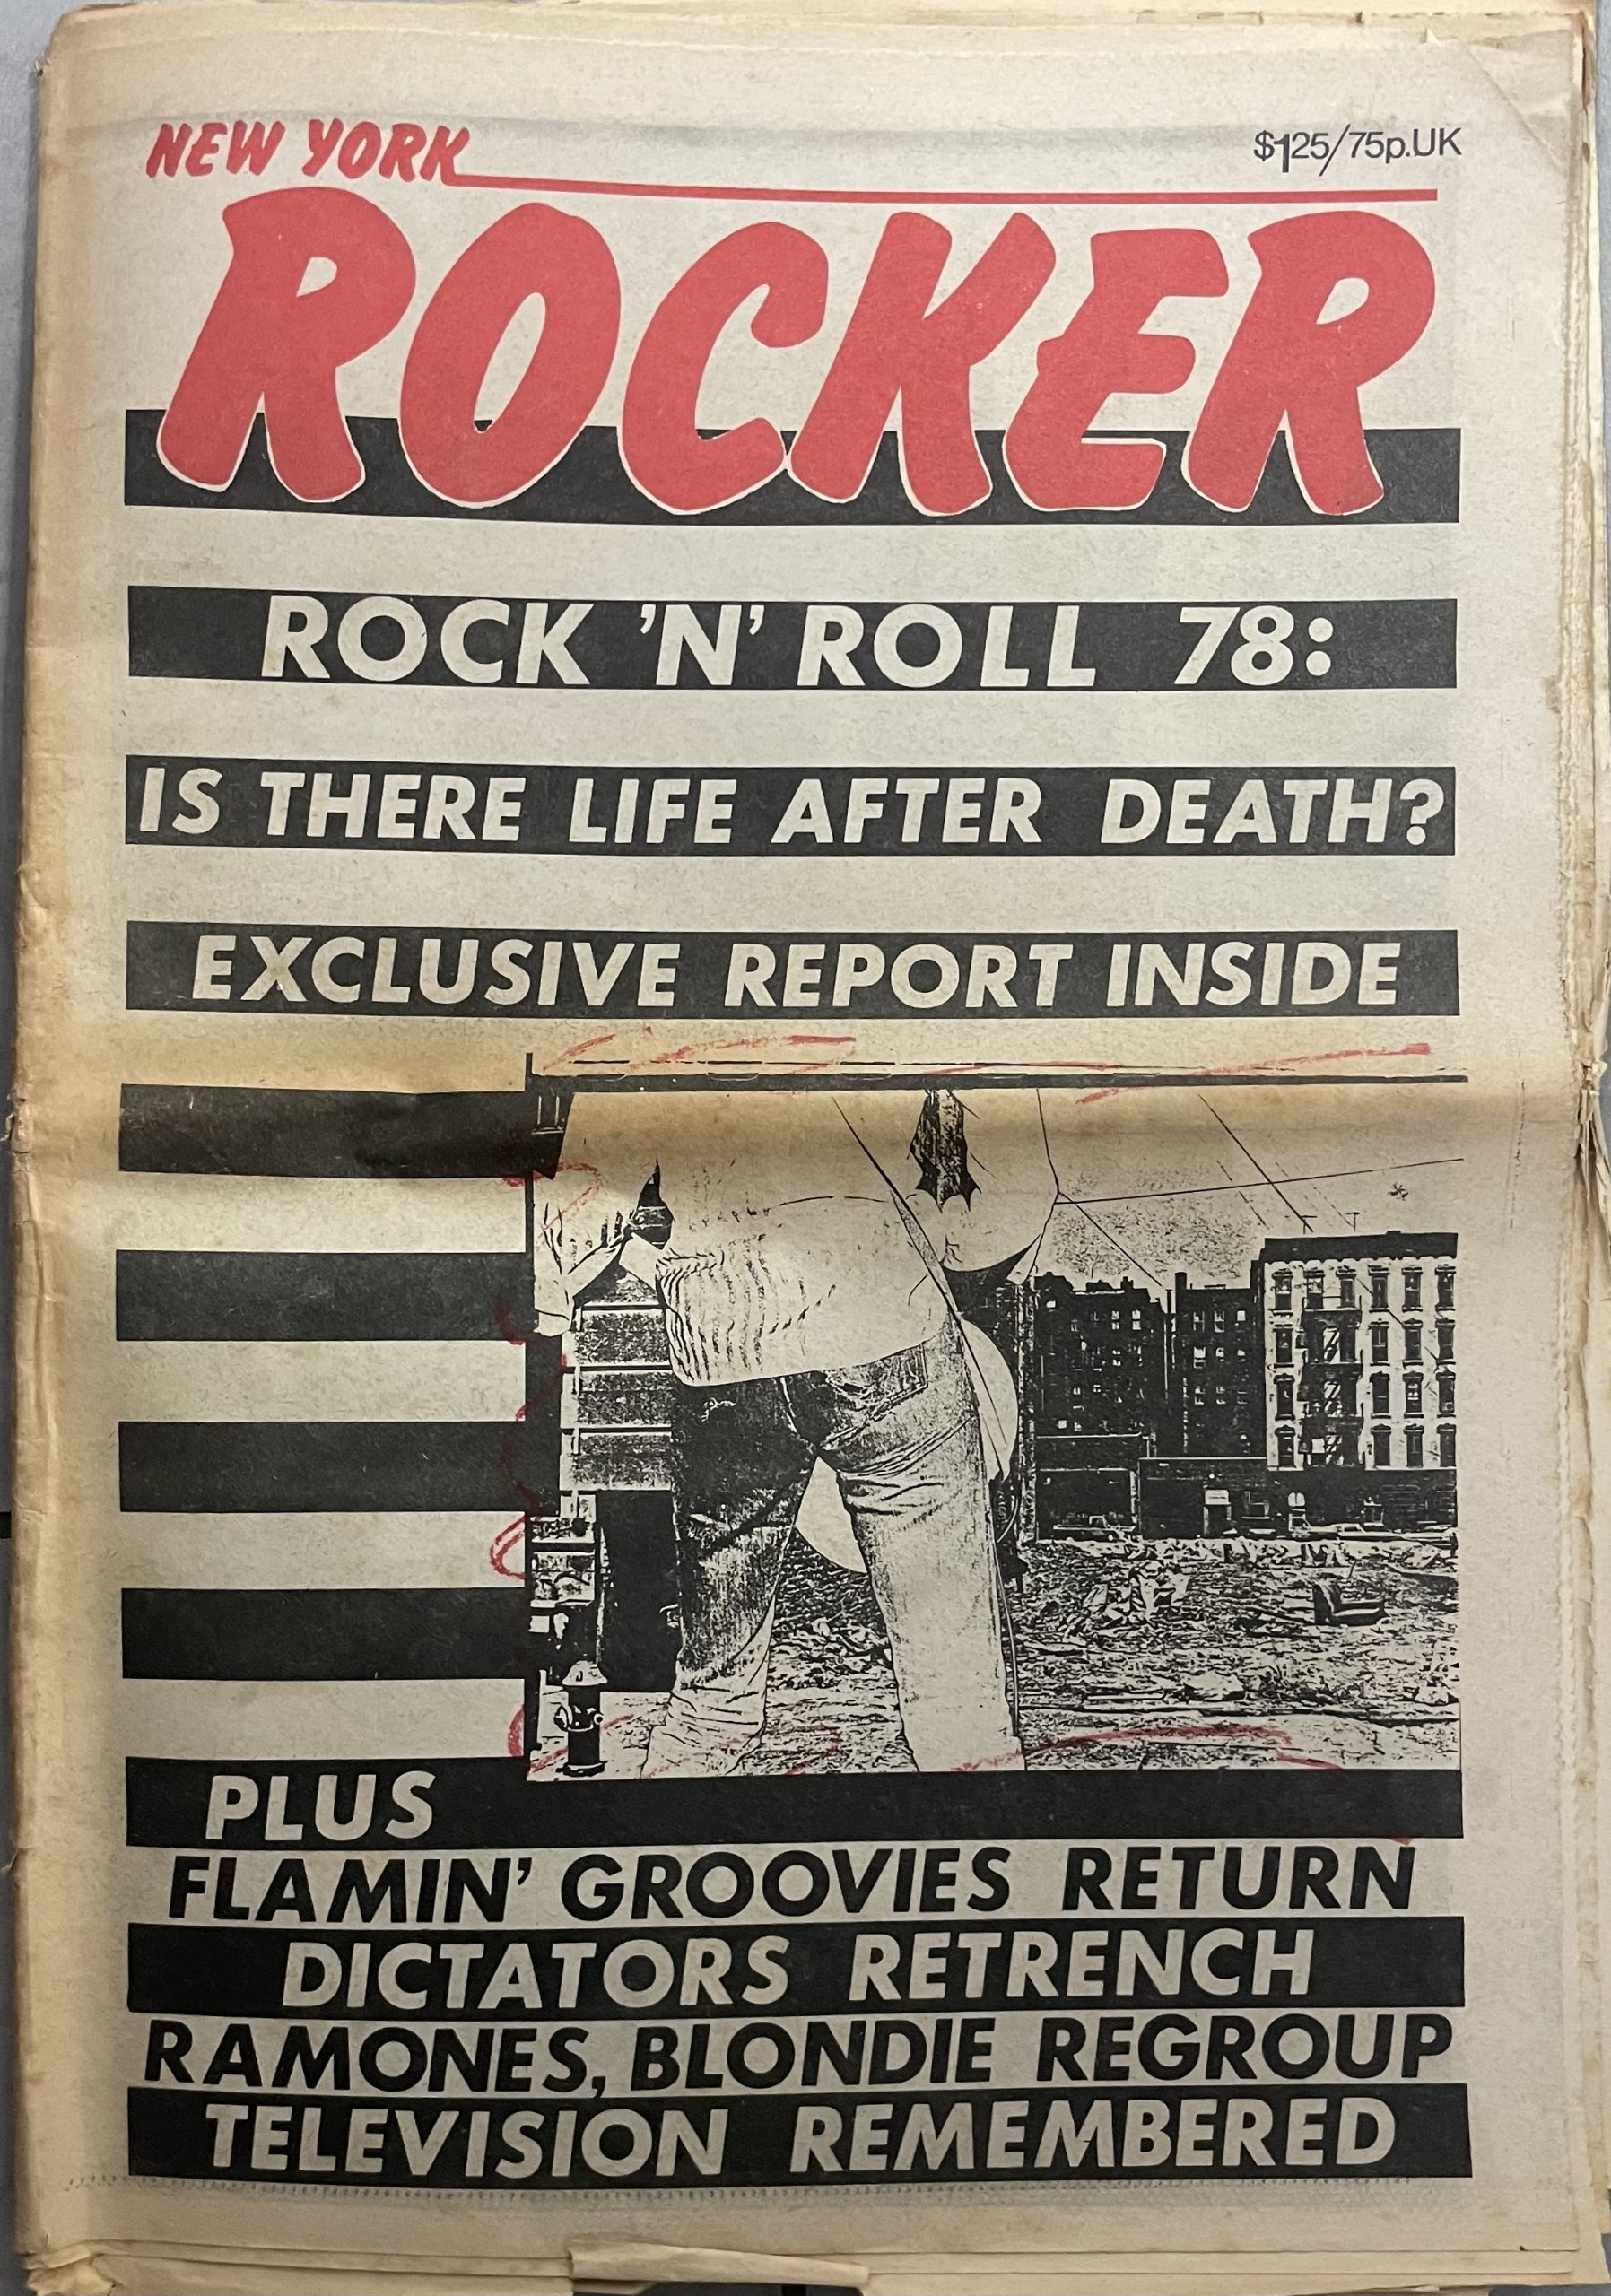 NEW YORK
$1.25/75p.UK
ROCKER
ROCK 'N' ROLL 78:
IS THERE LIFE AFTER DEATH?
EXCLUSIVE REPORT INSIDE
PLUS
FLAMIN' GROOVIES RETURN
DICTATORS RETRENCH
RAMONES, BLONDIE REGROUP
TELEVISION REMEMBERED